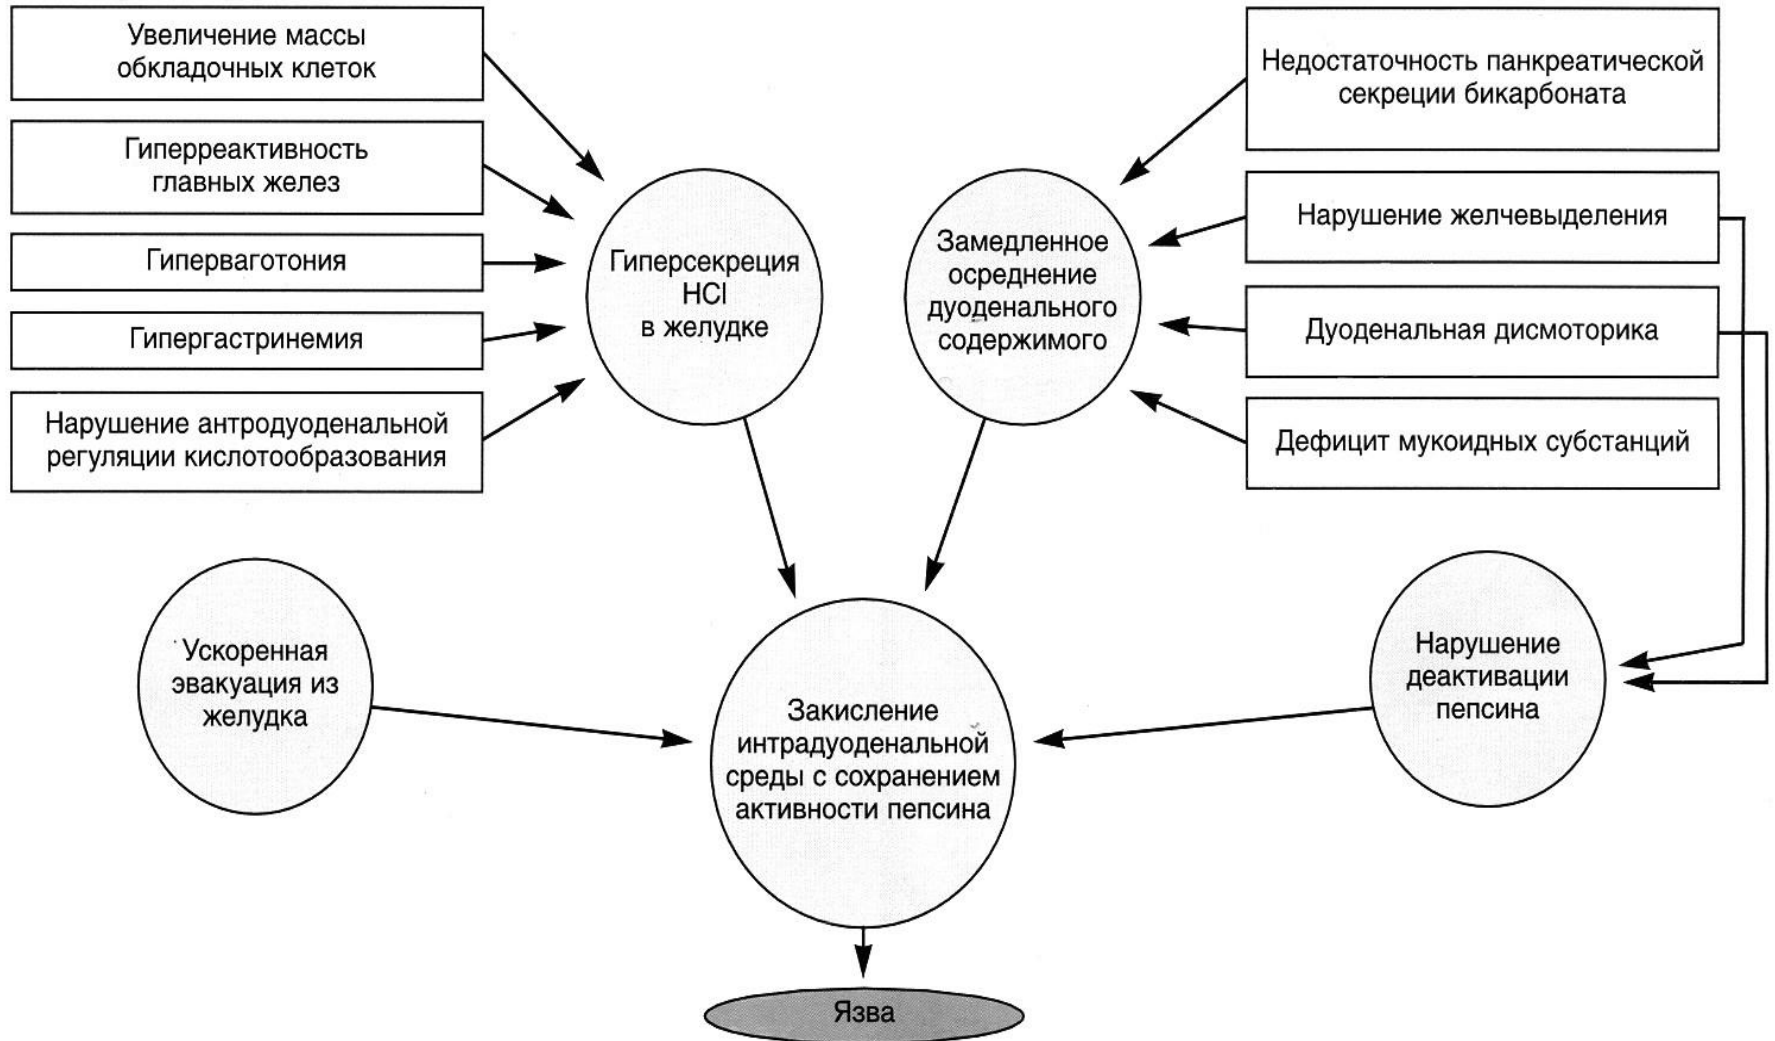 Увеличение массы
обкладочных клеток
Гиперреактивность
главных желез
Гиперваготония
Гипергастринемия
Нарушение антродуоденальной
регуляции кислотообразования
Гиперсекреция
HCl
в желудке
Замедленное
осреднение
дуоденального
содержимого
Недостаточность панкреатической
секреции бикарбоната
Нарушение желчевыделения
Дуоденальная дисмоторика
Дефицит мукоидных субстанций
Ускоренная
эвакуация из
желудка
Закисление
интрадуоденальной
среды с сохранением
активности пепсина
Нарушение
деактивации
пепсина
Язва